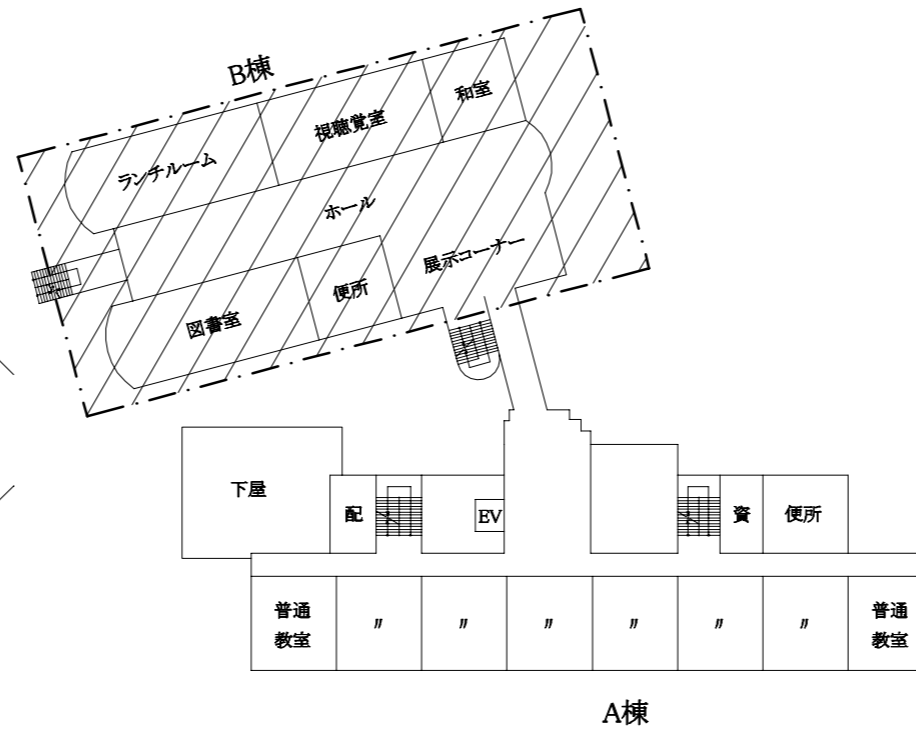 B棟
和室
視聴覚室
ランチルーム
ホール
展示コーナー
便所
図書室
下屋
配
EV
資
便所
普通
教室
〃
〃
〃
〃
〃
〃
普通
教室
A棟